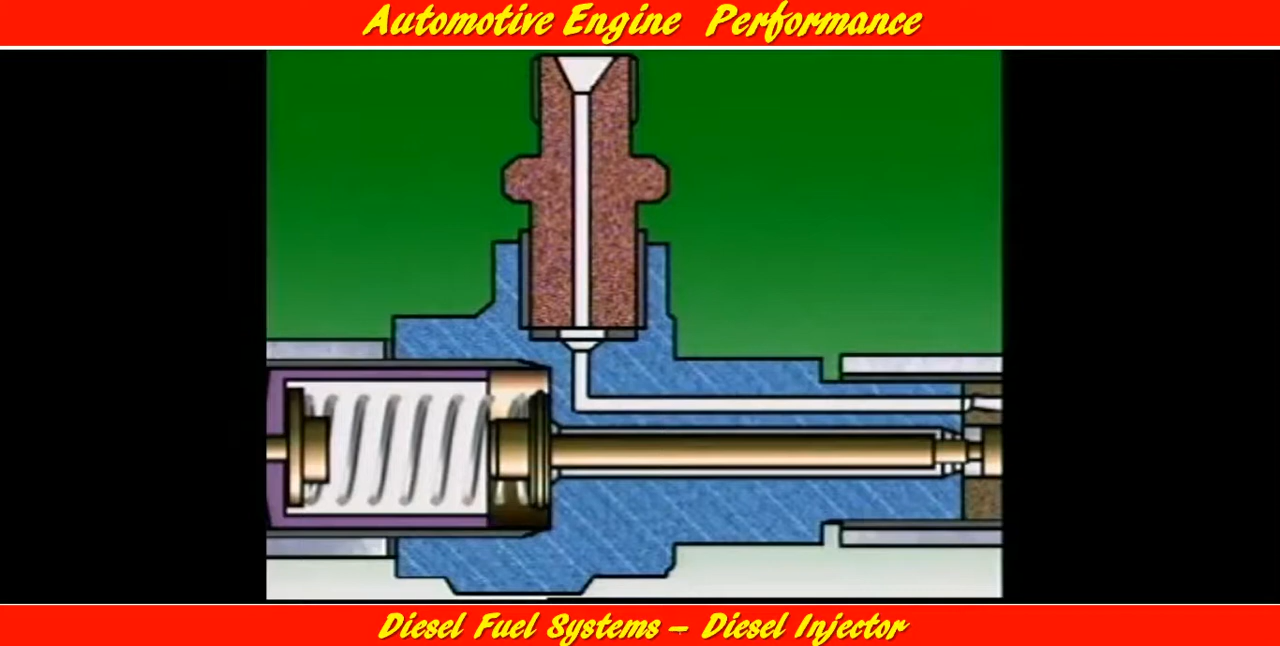 Automotive Engine Performance
Diesel Fuel Systems – Diesel Injector